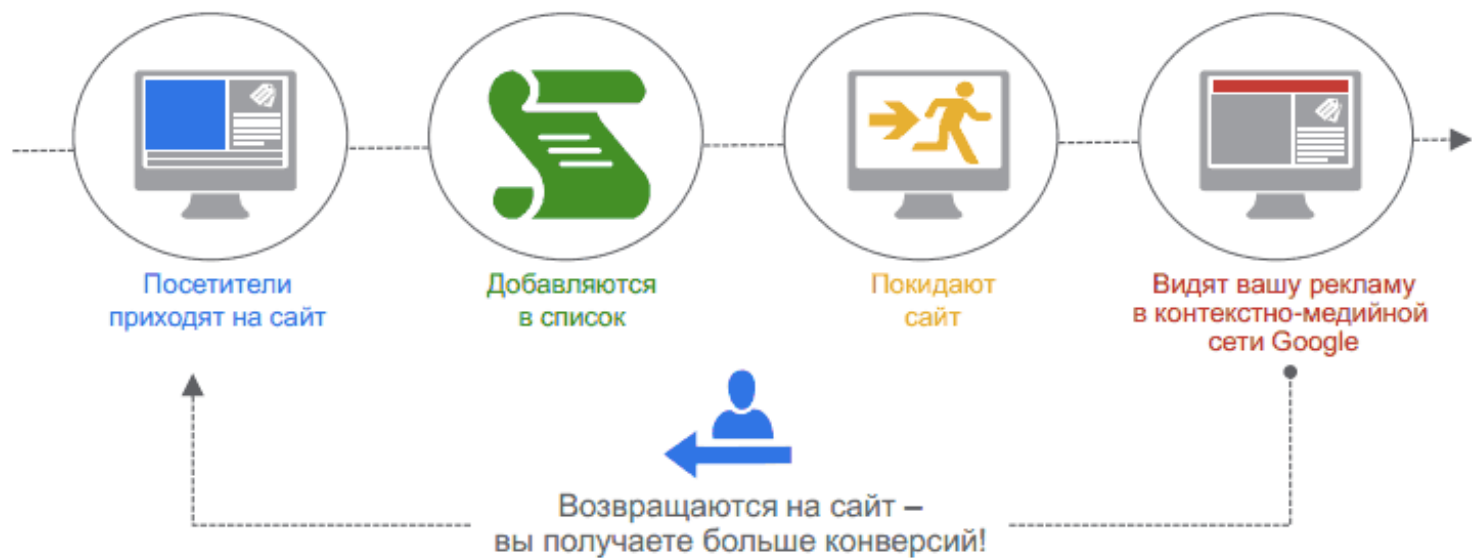 Посетители
приходят на сайт
Добавляются
в список
Покидают
сайт
Видят вашу рекламу
в контекстно-медийной
сети Google
Возвращаются на сайт –
вы получаете больше конверсий!